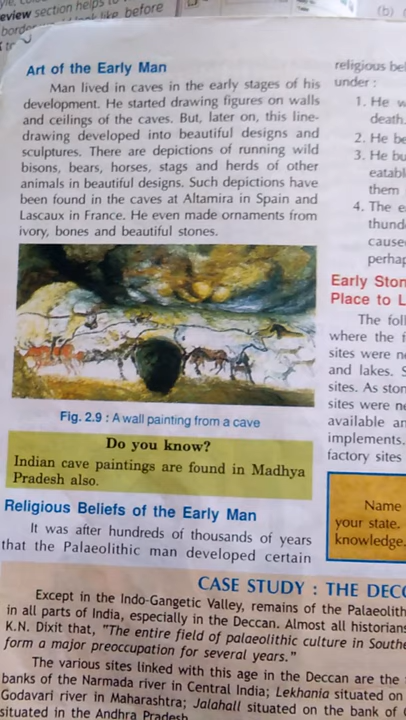 eview section helps
like, before
(b)
Art of the Early Man
Man lived in caves in the early stages of his
development. He started drawing figures on walls
and ceilings of the caves. But, later on, this line-
drawing developed into beautiful designs and
sculptures. There are depictions of running wild
bisons, bears, horses, stags and herds of other
animals in beautiful designs. Such depictions have
been found in the caves at Altamira in Spain and
Lascaux in France. He even made ornaments from
ivory, bones and beautiful stones.
Fig. 2.9 : A wall painting from a cave
Do you know?
Indian cave paintings are found in Madhya
Pradesh also.
Religious Beliefs of the Early Man
It was after hundreds of thousands of years
that the Palaeolithic man developed certain
religious bel
under :
1. He w
death.
2. He be
3. He bu
eatabl
them
4. The e
thund
cause
perhap
Early Ston
Place to L
The foll
where the f
sites were ne
and lakes. S
sites. As ston
sites were ne
available an
implements.
factory sites
Name
your state.
knowledge.
CASE STUDY : THE DECC
Except in the Indo-Gangetic Valley, remains of the Palaeolith
in all parts of India, especially in the Deccan. Almost all historians
K.N. Dixit that, "The entire field of palaeolithic culture in Southe
form a major preoccupation for several years."
The various sites linked with this age in the Deccan are the
banks of the Narmada river in Central India; Lekhania situated on
Godavari river in Maharashtra; Jalahall situated on the bank of
situated in the Andhra Pradesh